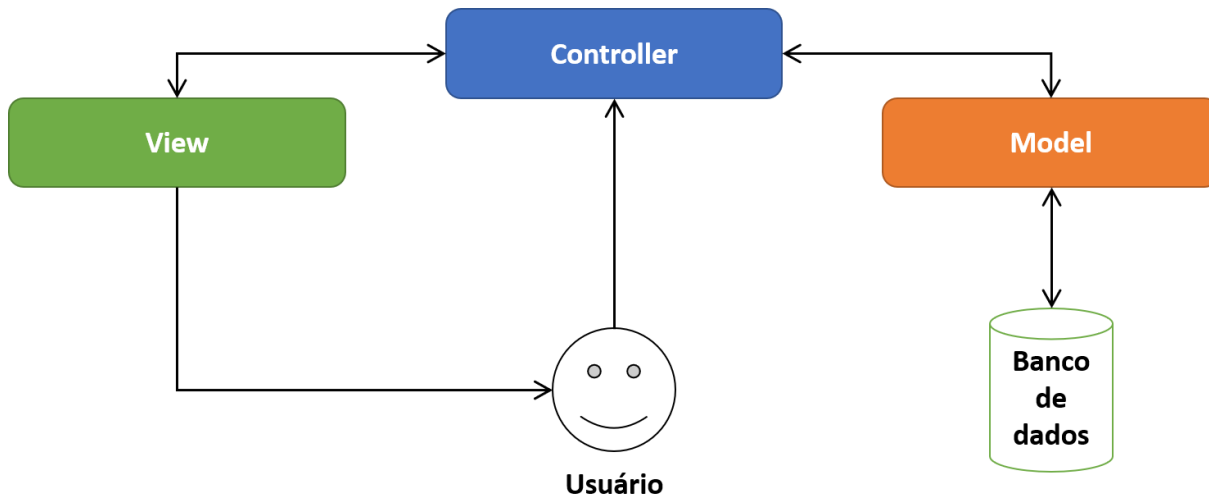 Controller
View
Model
Banco
de
dados
Usuário